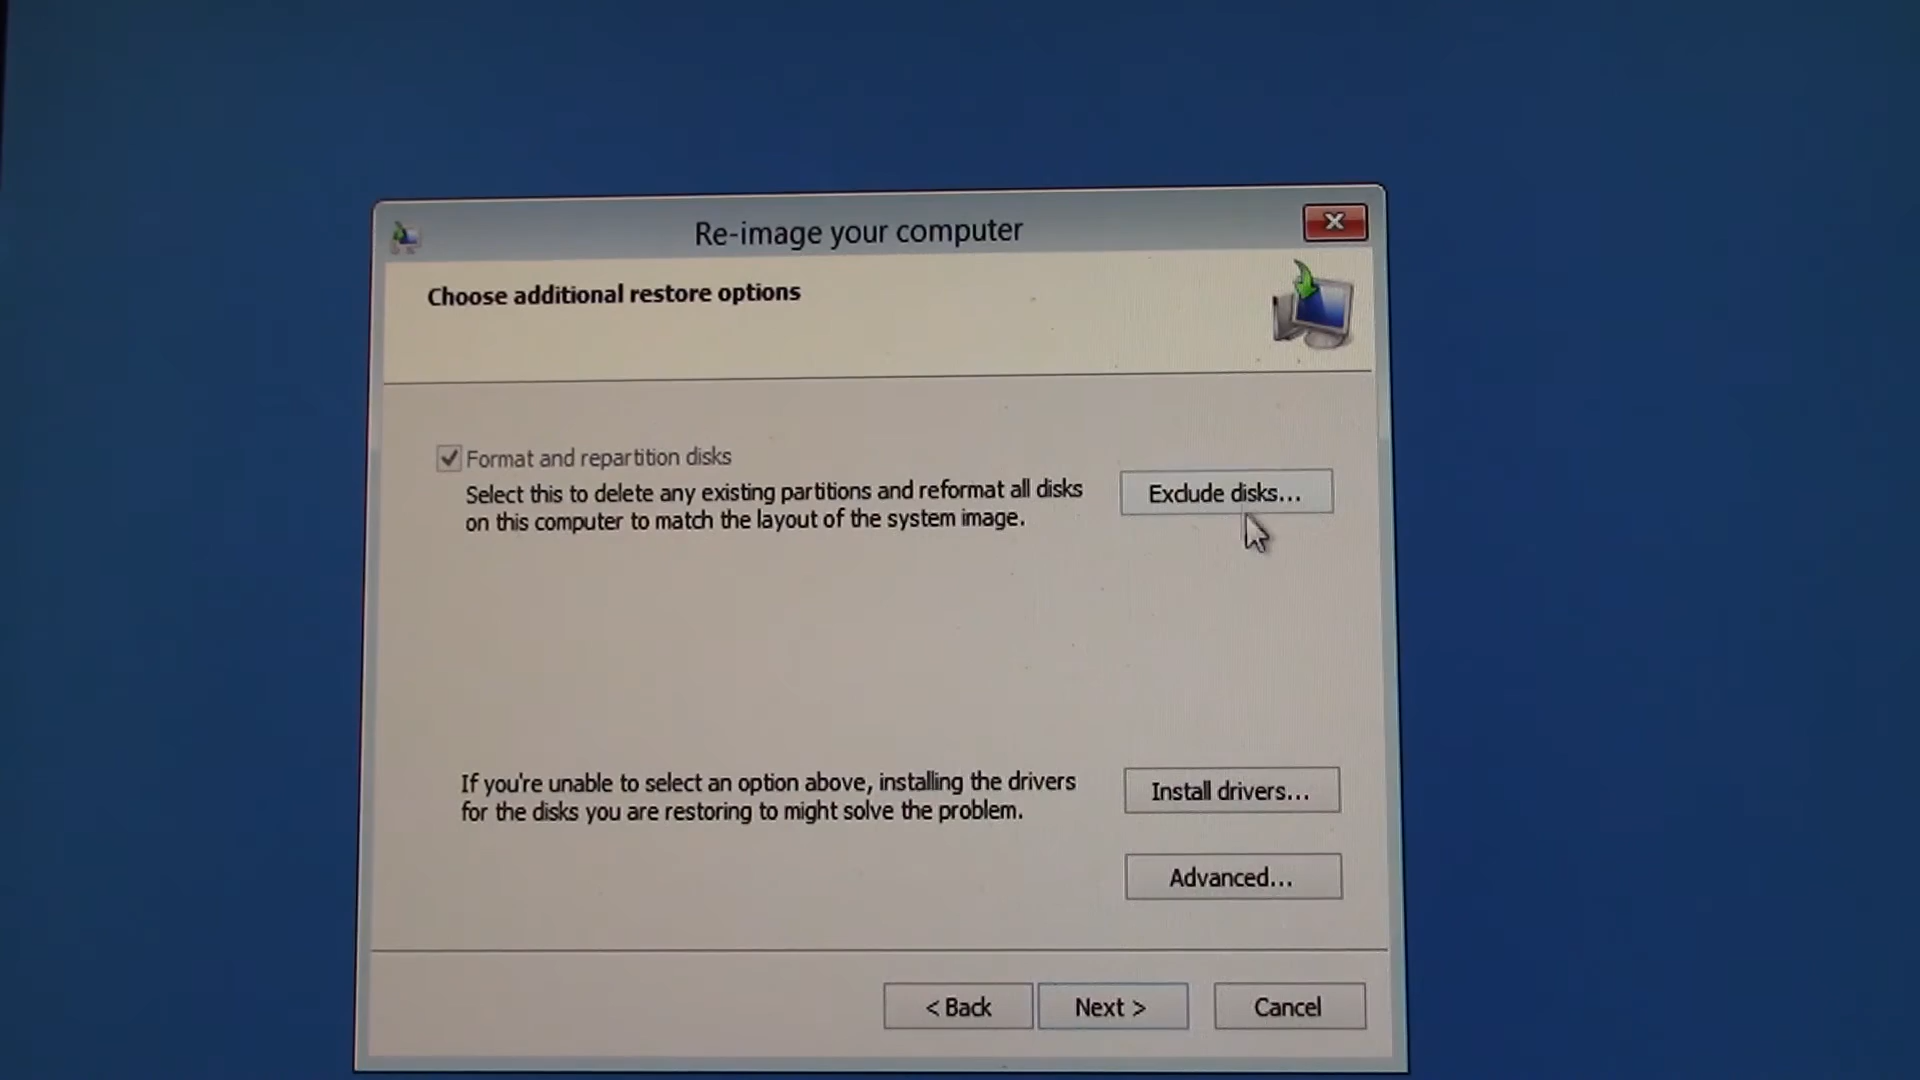 Re-image your computer
Choose additional restore options
Format and repartition disks
Select this to delete any existing partitions and reformat all disks
on this computer to match the layout of the system image.
Exclude disks...
If you're unable to select an option above, installing the drivers
for the disks you are restoring to might solve the problem.
Install drivers...
Advanced...
< Back
Next >
Cancel